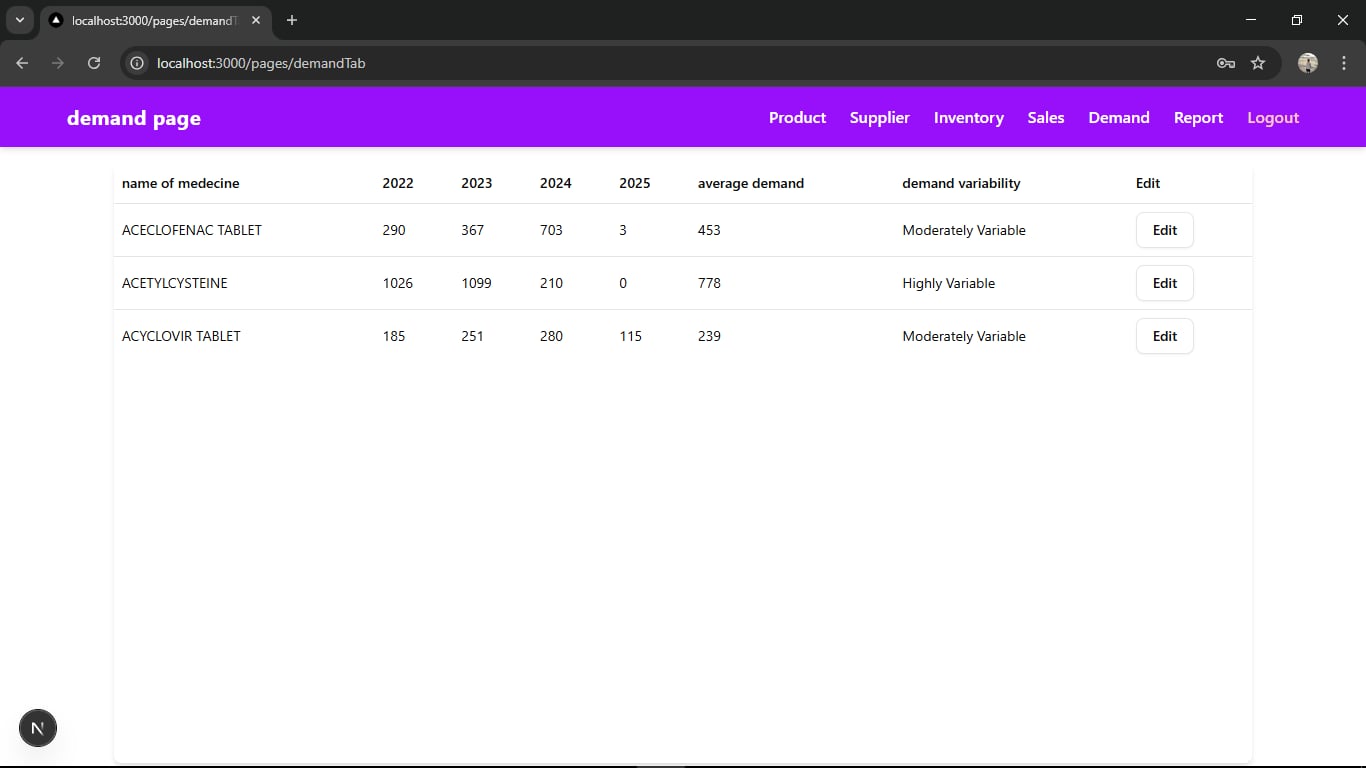 localhost:3000/pages/demandT
localhost:3000/pages/demandTab
demand page Product Supplier Inventory Sales Demand Report Logout
name of medecine 2022 2023 2024 2025 average demand demand variability Edit
ACECLOFENAC TABLET 290 367 703 3 453 Moderately Variable Edit
ACETYLCYSTEINE 1026 1099 210 0 778 Highly Variable Edit
ACYCLOVIR TABLET 185 251 280 115 239 Moderately Variable Edit
N